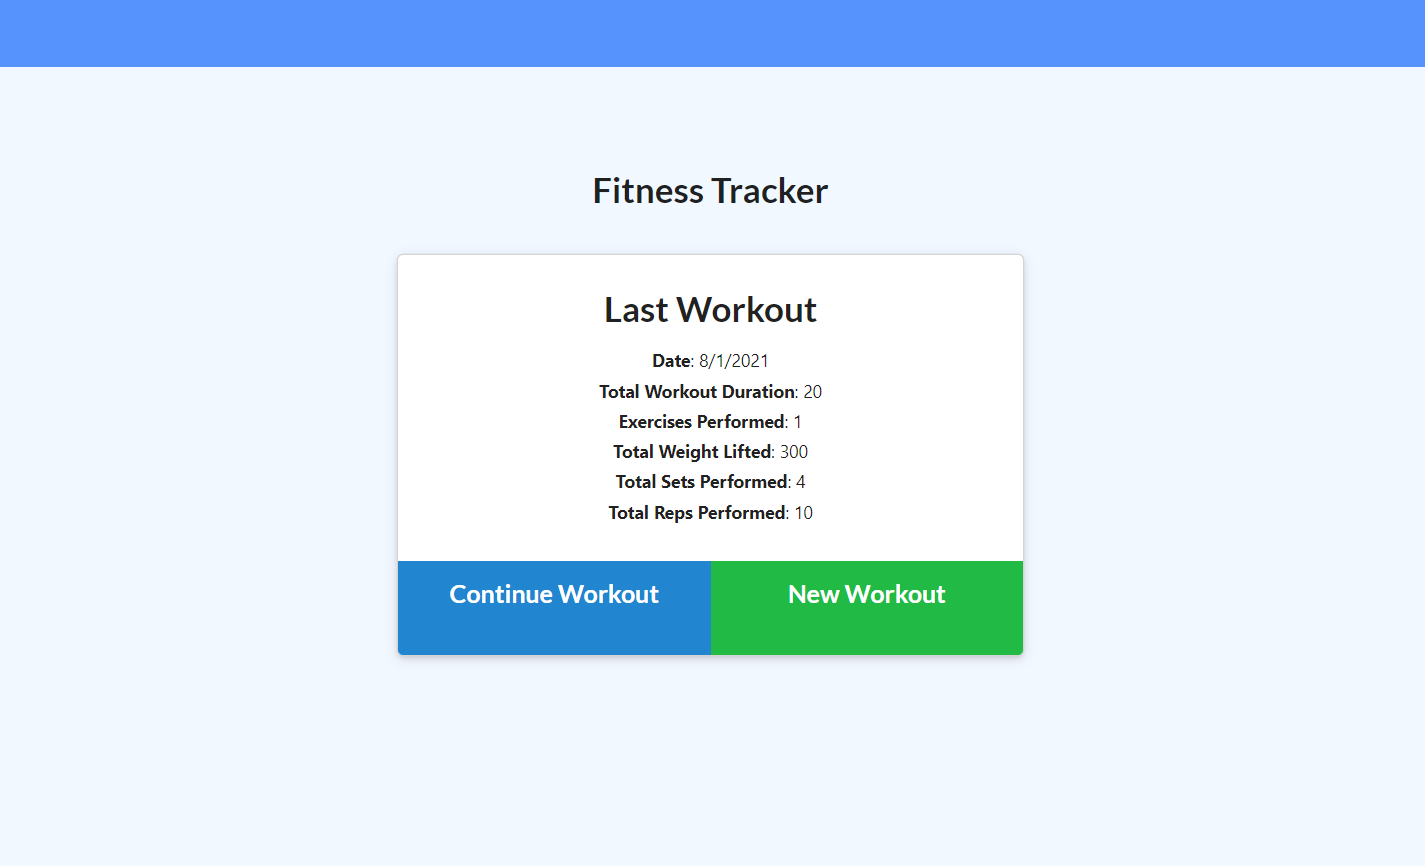 Fitness Tracker
Last Workout
Date: 8/1/2021
Total Workout Duration: 20
Exercises Performed: 1
Total Weight Lifted: 300
Total Sets Performed: 4
Total Reps Performed: 10
Continue Workout
New Workout